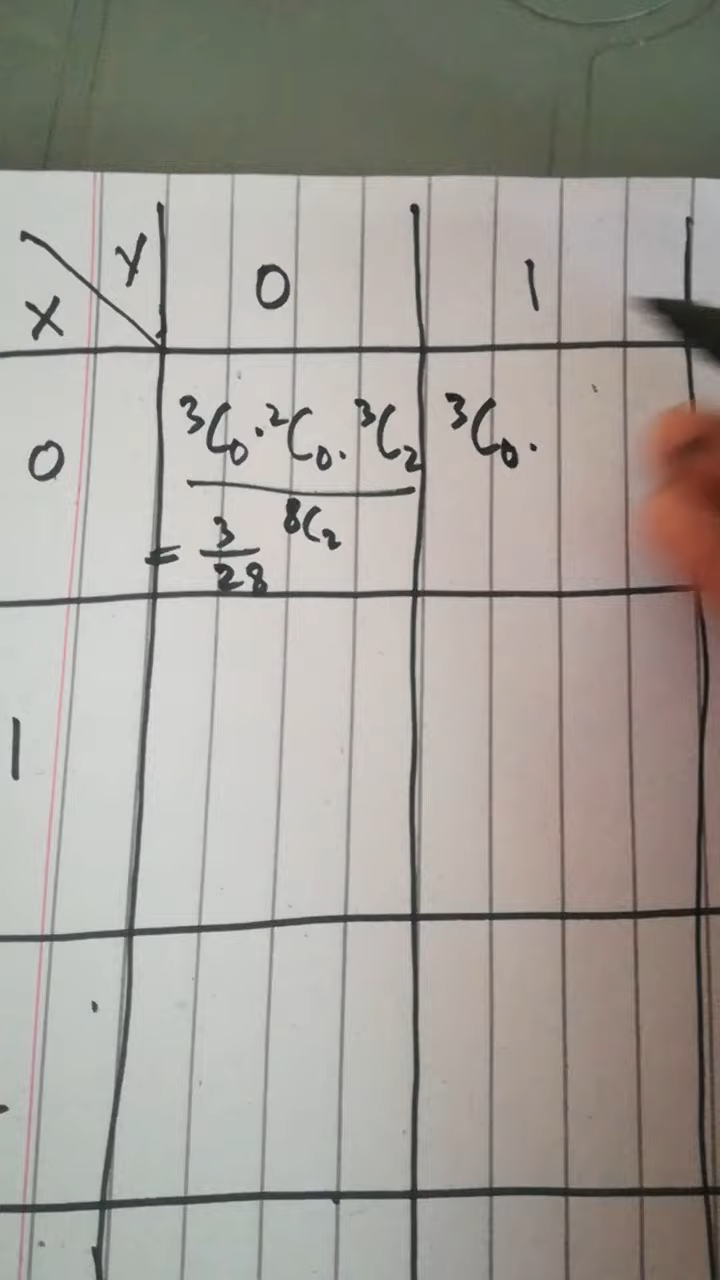 Y 0 1
X
0 ³C₀.²C₀.³C₂ ³C₀.
⁸C₂
= 3/28
1